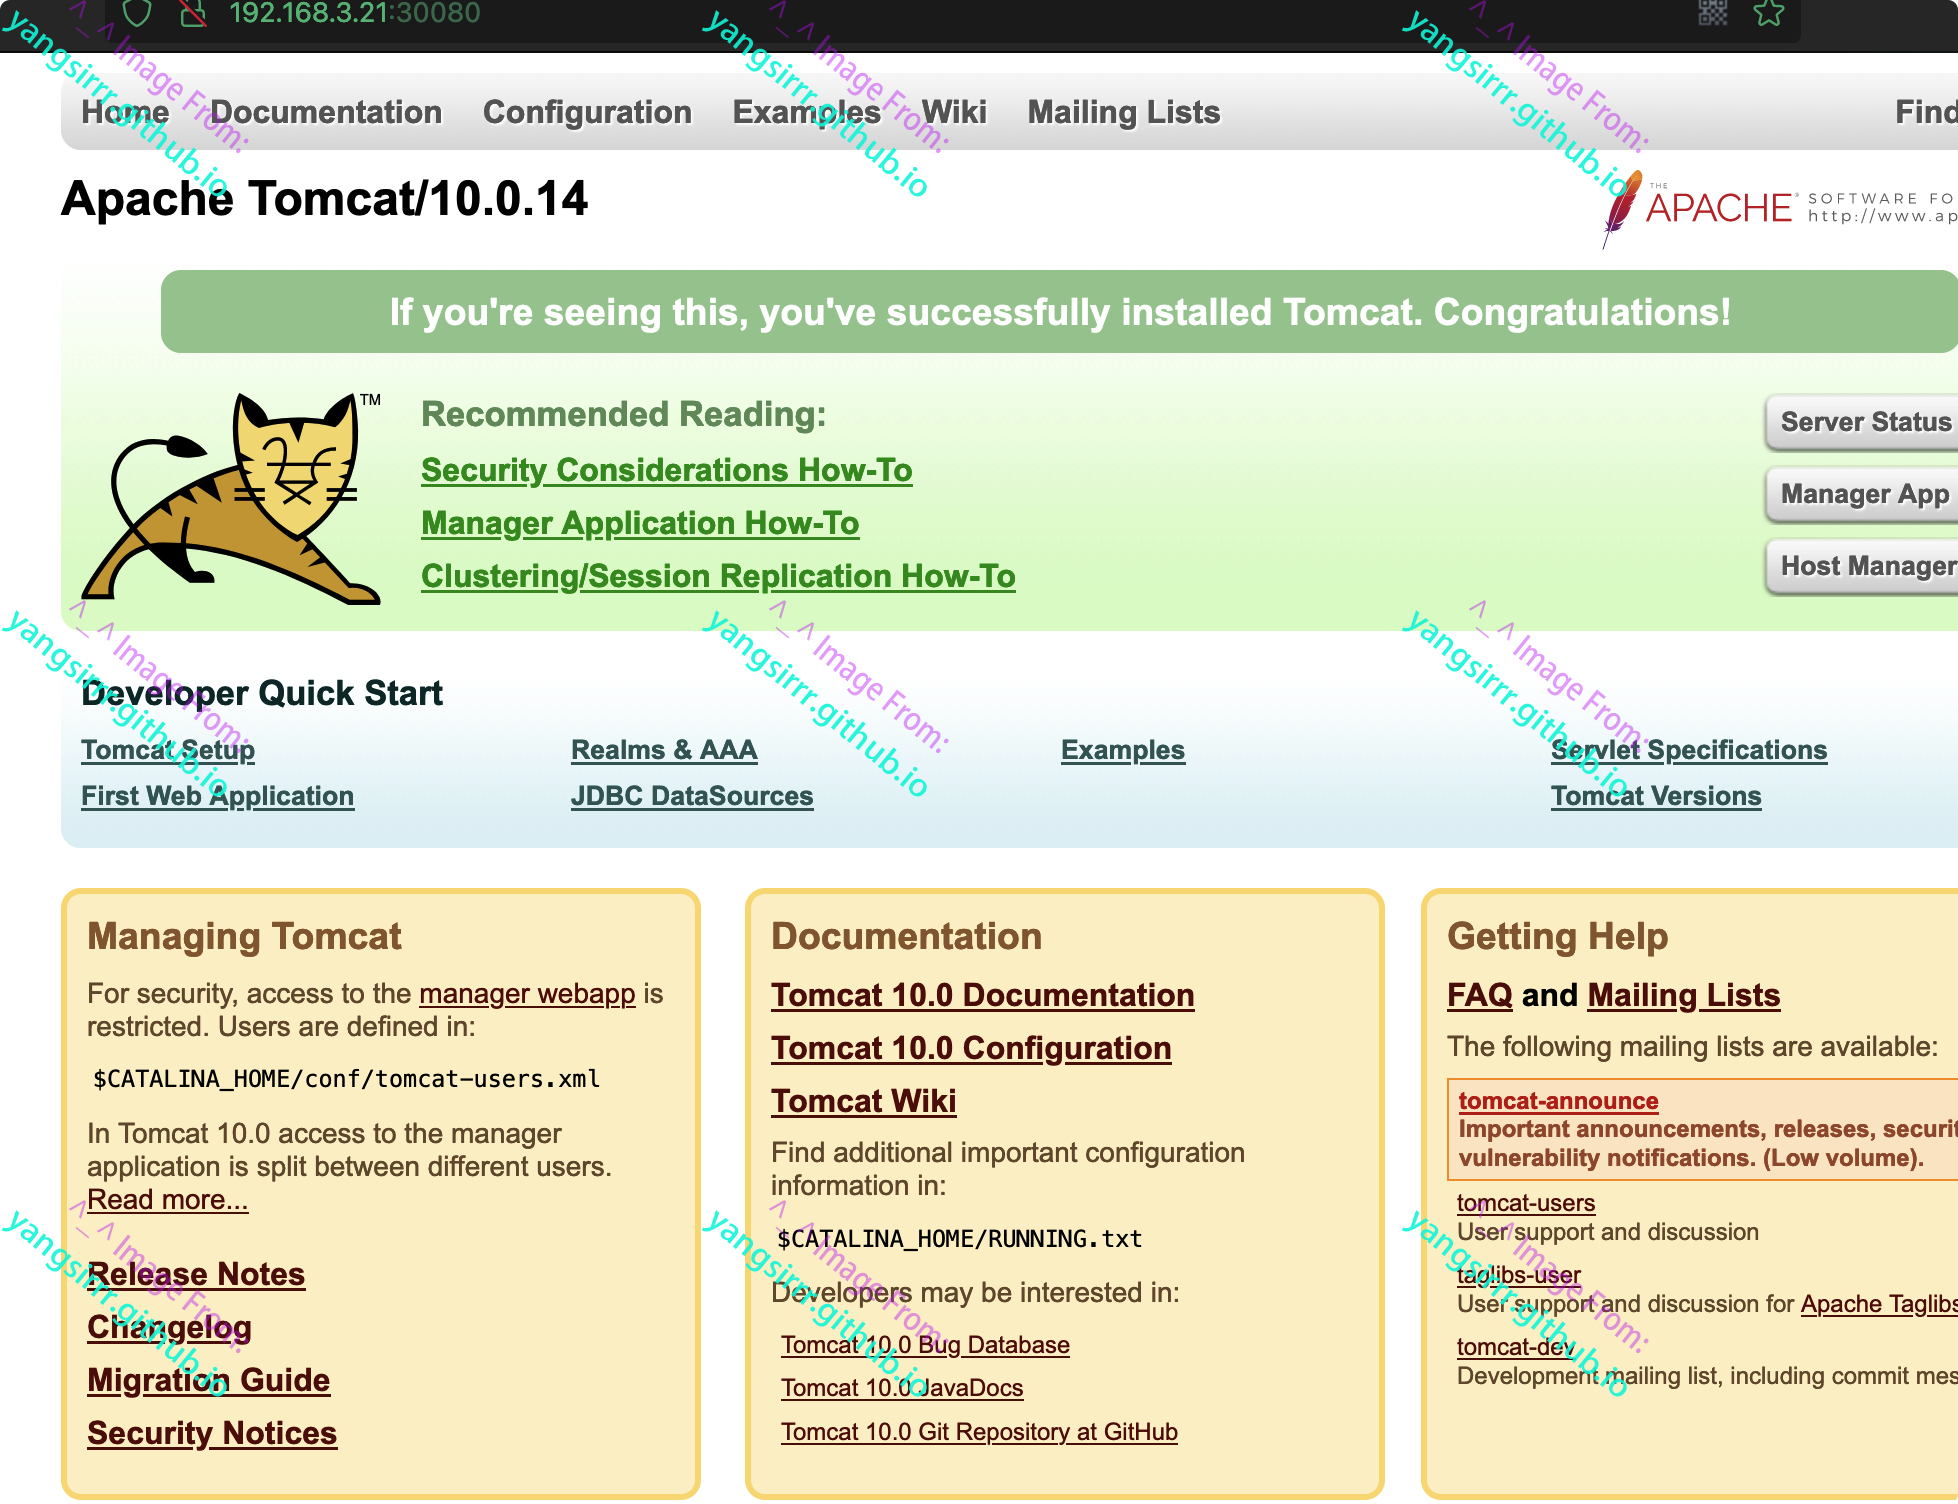 192.168.3.21:30080
Home Documentation Configuration Examples Wiki Mailing Lists Find
Apache Tomcat/10.0.14
THE APACHE® SOFTWARE FO
http://www.ap
If you're seeing this, you've successfully installed Tomcat. Congratulations!
TM
Recommended Reading:
Security Considerations How-To
Manager Application How-To
Clustering/Session Replication How-To
Server Status
Manager App
Host Manager
Developer Quick Start
Tomcat Setup
First Web Application
Realms & AAA
JDBC DataSources
Examples
Servlet Specifications
Tomcat Versions
Managing Tomcat
For security, access to the manager webapp is
restricted. Users are defined in:
$CATALINA_HOME/conf/tomcat-users.xml
In Tomcat 10.0 access to the manager
application is split between different users.
Read more...
Release Notes
Changelog
Migration Guide
Security Notices
Documentation
Tomcat 10.0 Documentation
Tomcat 10.0 Configuration
Tomcat Wiki
Find additional important configuration
information in:
$CATALINA_HOME/RUNNING.txt
Developers may be interested in:
Tomcat 10.0 Bug Database
Tomcat 10.0 JavaDocs
Tomcat 10.0 Git Repository at GitHub
Getting Help
FAQ and Mailing Lists
The following mailing lists are available:
tomcat-announce
Important announcements, releases, securit
vulnerability notifications. (Low volume).
tomcat-users
User support and discussion
taglibs-user
User support and discussion for Apache Taglibs
tomcat-dev
Development mailing list, including commit mes
^_^ Image From:
yangsirrr.github.io
^_^ Image From:
yangsirrr.github.io
^_^ Image From:
yangsirrr.github.io
^_^ Image From:
yangsirrr.github.io
^_^ Image From:
yangsirrr.github.io
^_^ Image From:
yangsirrr.github.io
^_^ Image From:
yangsirrr.github.io
^_^ Image From:
yangsirrr.github.io
^_^ Image From:
yangsirrr.github.io